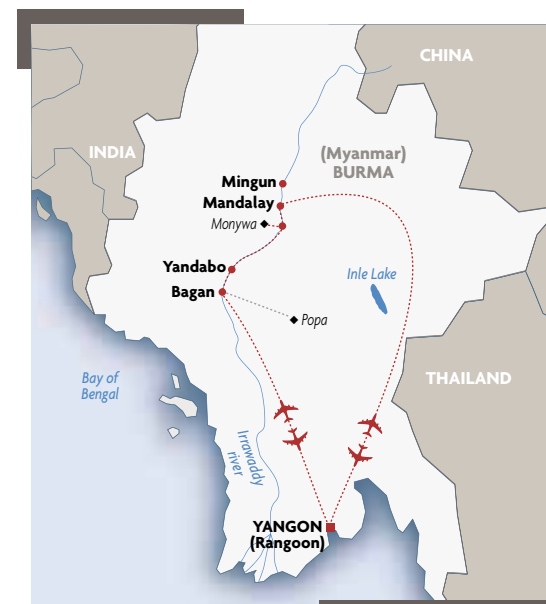 CHINA
INDIA
(Myanmar)
BURMA
Mingun
Mandalay
Monywa
Yandabo
Inle Lake
Bagan
Popa
Bay of
Bengal
THAILAND
Irrawaddy
river
YANGON
(Rangoon)